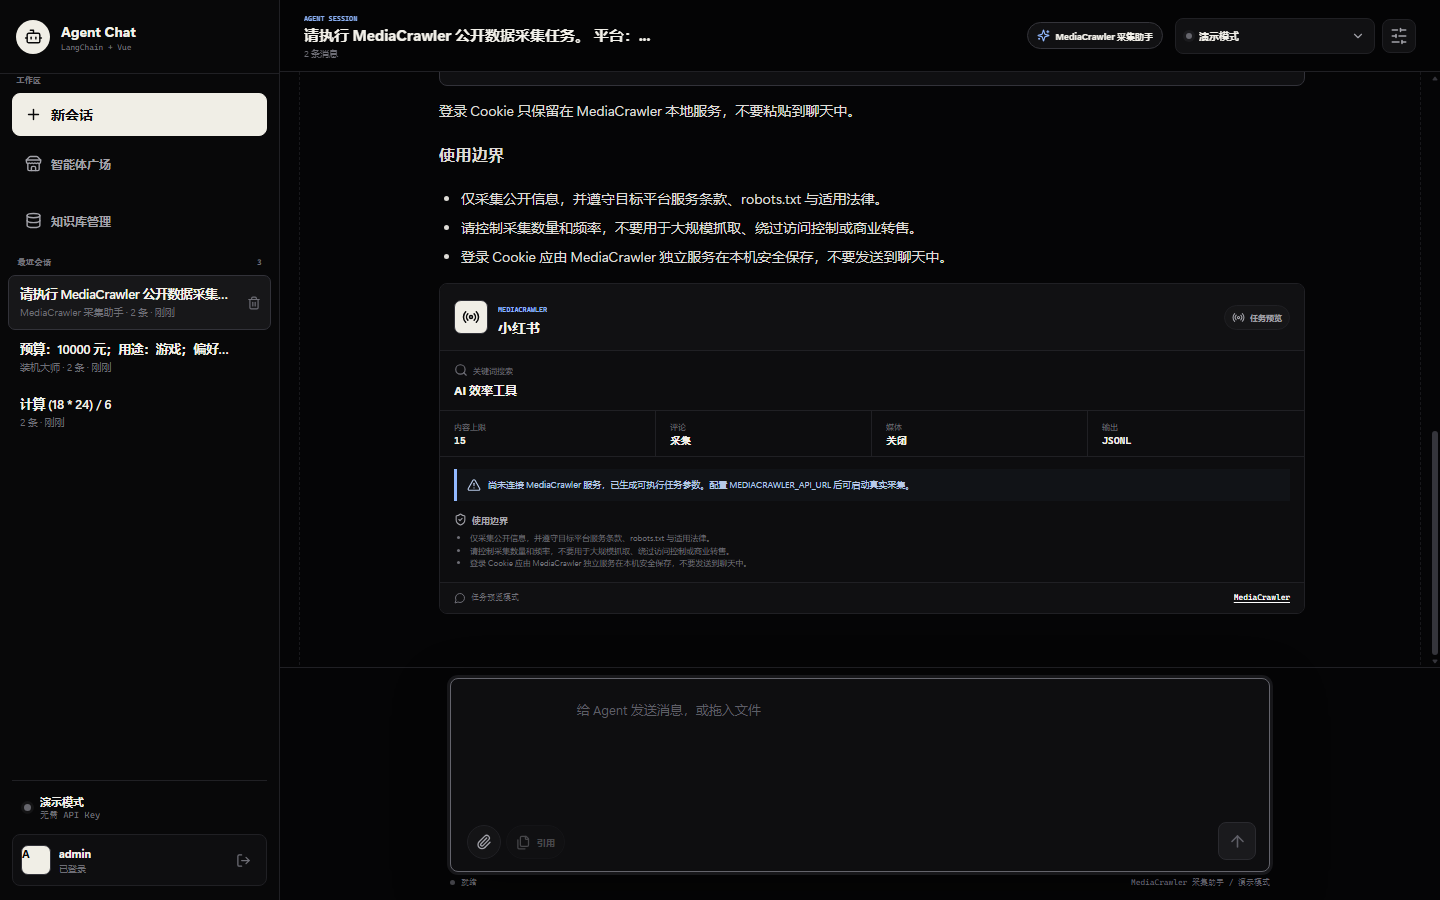 Agent Chat
LangChain + Vue
工作区
新会话
智能体广场
知识库管理
最近会话
3
请执行 MediaCrawler 公开数据采集...
MediaCrawler 采集助手 · 2 条 · 刚刚
预算：10000 元；用途：游戏；偏好...
装机大师 · 2 条 · 刚刚
计算 (18 * 24) / 6
2 条 · 刚刚
演示模式
无需 API Key
A
admin
已登录
AGENT SESSION
请执行 MediaCrawler 公开数据采集任务。 平台：...
2 条消息
MediaCrawler 采集助手
演示模式
登录 Cookie 只保留在 MediaCrawler 本地服务，不要粘贴到聊天中。
使用边界
仅采集公开信息，并遵守目标平台服务条款、robots.txt 与适用法律。
请控制采集数量和频率，不要用于大规模抓取、绕过访问控制或商业转售。
登录 Cookie 应由 MediaCrawler 独立服务在本机安全保存，不要发送到聊天中。
MEDIACRAWLER
小红书
任务预览
关键词搜索
AI 效率工具
内容上限
15
评论
采集
媒体
关闭
输出
JSONL
尚未连接 MediaCrawler 服务，已生成可执行任务参数。配置 MEDIACRAWLER_API_URL 后可启动真实采集。
使用边界
仅采集公开信息，并遵守目标平台服务条款、robots.txt 与适用法律。
请控制采集数量和频率，不要用于大规模抓取、绕过访问控制或商业转售。
登录 Cookie 应由 MediaCrawler 独立服务在本机安全保存，不要发送到聊天中。
任务预览模式
MediaCrawler
给 Agent 发送消息，或拖入文件
引用
就绪
MediaCrawler 采集助手 / 演示模式